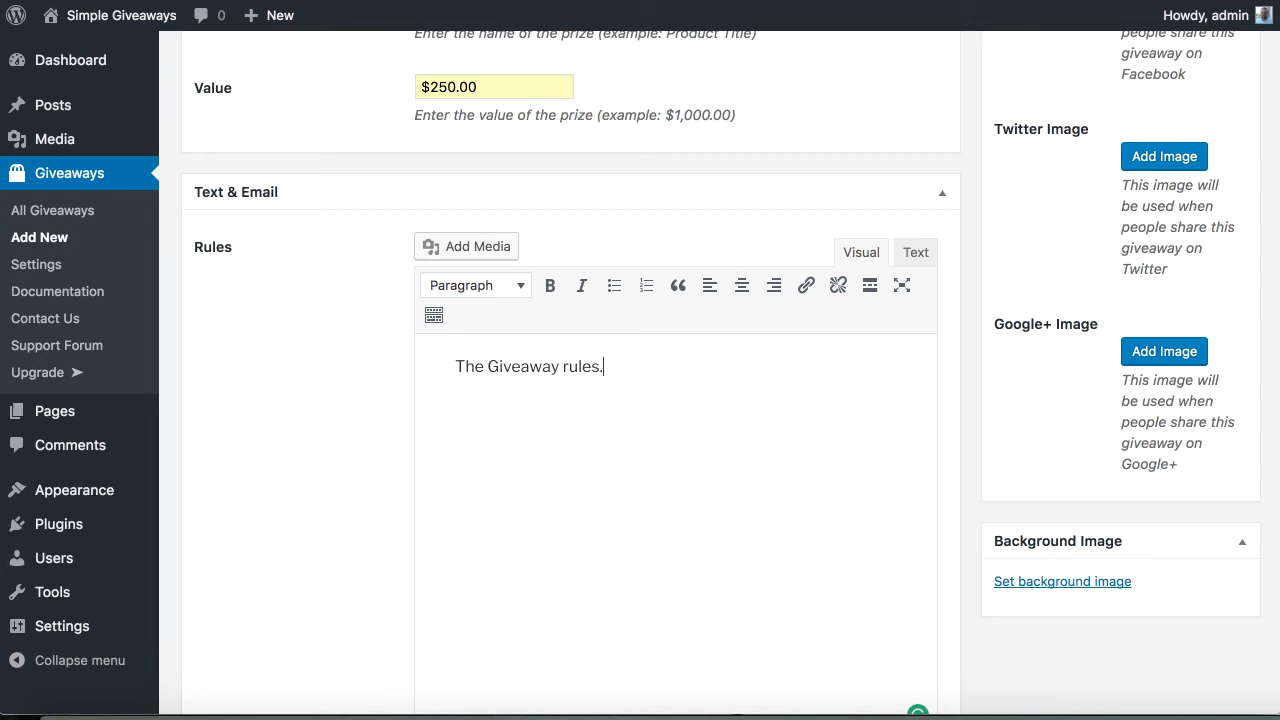 Simple Giveaways
0
New
Howdy, admin
Dashboard
Posts
Media
Giveaways
All Giveaways
Add New
Settings
Documentation
Contact Us
Support Forum
Upgrade ➤
Pages
Comments
Appearance
Plugins
Users
Tools
Settings
Collapse menu
Enter the name of the prize (example: Product Title)
Value
$250.00
Enter the value of the prize (example: $1,000.00)
Text & Email
Rules
Add Media
Visual
Text
Paragraph
B
I
The Giveaway rules.
people share this
giveaway on
Facebook
Twitter Image
Add Image
This image will
be used when
people share this
giveaway on
Twitter
Google+ Image
Add Image
This image will
be used when
people share this
giveaway on
Google+
Background Image
Set background image